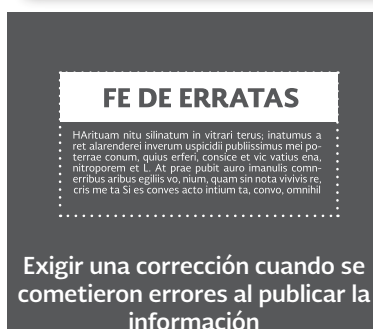 FE DE ERRATAS
HArituam nitu silinatum in vitrari terus; inatumus a
ret alarenderei inverum uspicidii publiissimus mei po-
terrae conum, quius erferi, consice et vic vatius ena,
nitroporem et L. At prae pubit auro imanulis comn-
erribus aribus egiliis vo, nium, quam sin nota vivivis re,
cris me ta Si es conves acto intium ta, convo, omnihil
Exigir una corrección cuando se
cometieron errores al publicar la
información